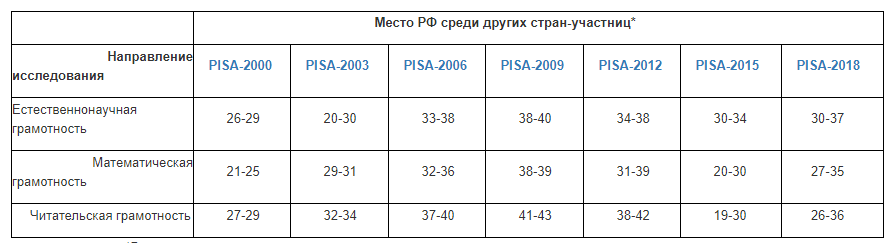 Место РФ среди других стран-участниц*
Направление исследования PISA-2000 PISA-2003 PISA-2006 PISA-2009 PISA-2012 PISA-2015 PISA-2018
Естественнонаучная грамотность 26-29 20-30 33-38 38-40 34-38 30-34 30-37
Математическая грамотность 21-25 29-31 32-36 38-39 31-39 20-30 27-35
Читательская грамотность 27-29 32-34 37-40 41-43 38-42 19-30 26-36